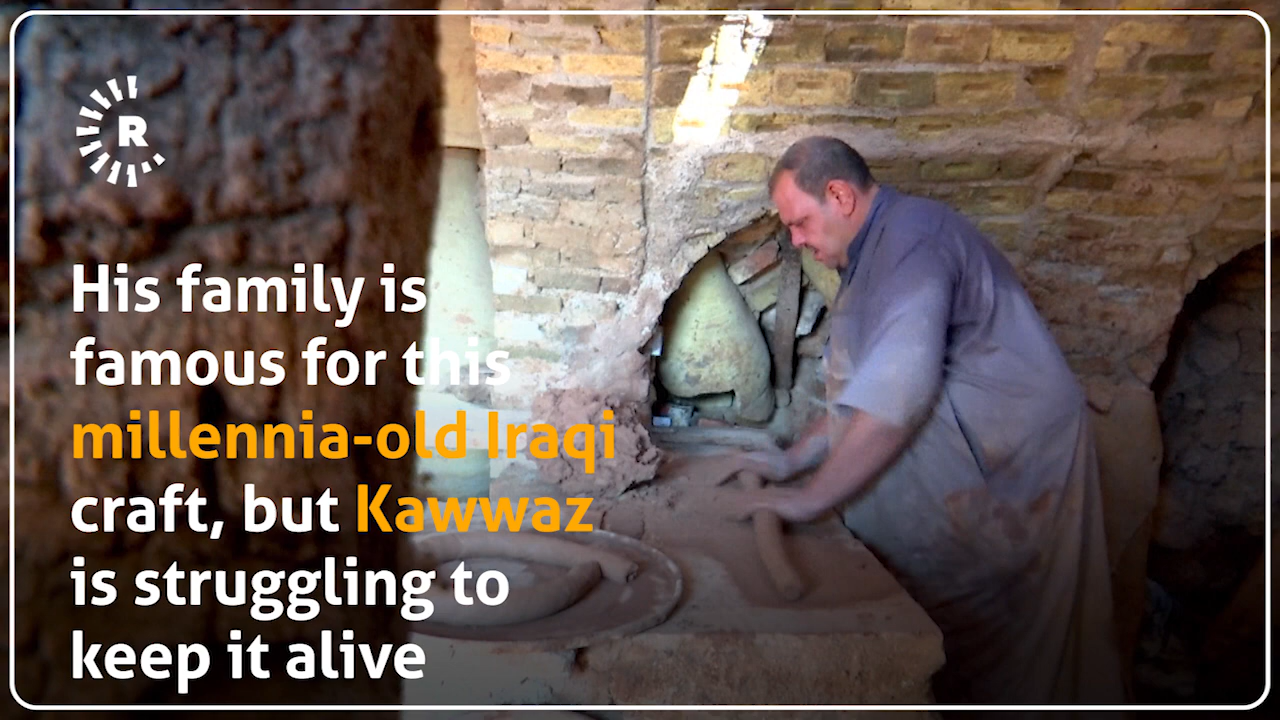 R
His family is
famous for this
millennia-old Iraqi
craft, but Kawwaz
is struggling to
keep it alive